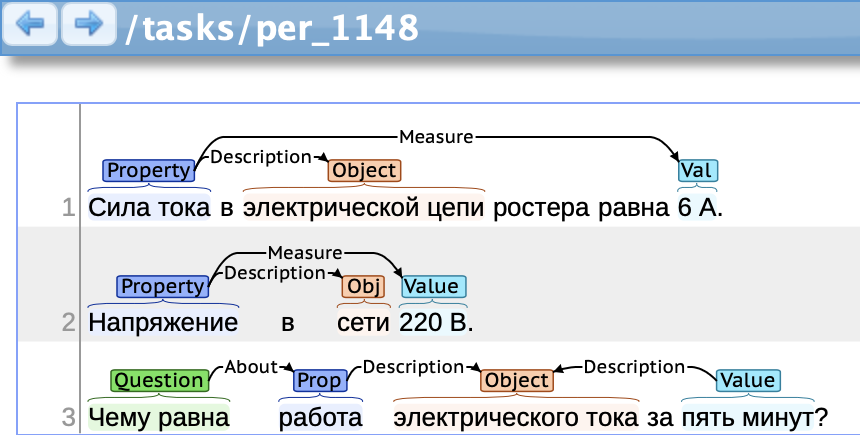 /tasks/per_1148
Measure
Description
Property Object Val
1 Сила тока в электрической цепи ростера равна 6 А.
Measure
Description
Property Obj Value
2 Напряжение в сети 220 В.
About Description Description
Question Prop Object Value
3 Чему равна работа электрического тока за пять минут?